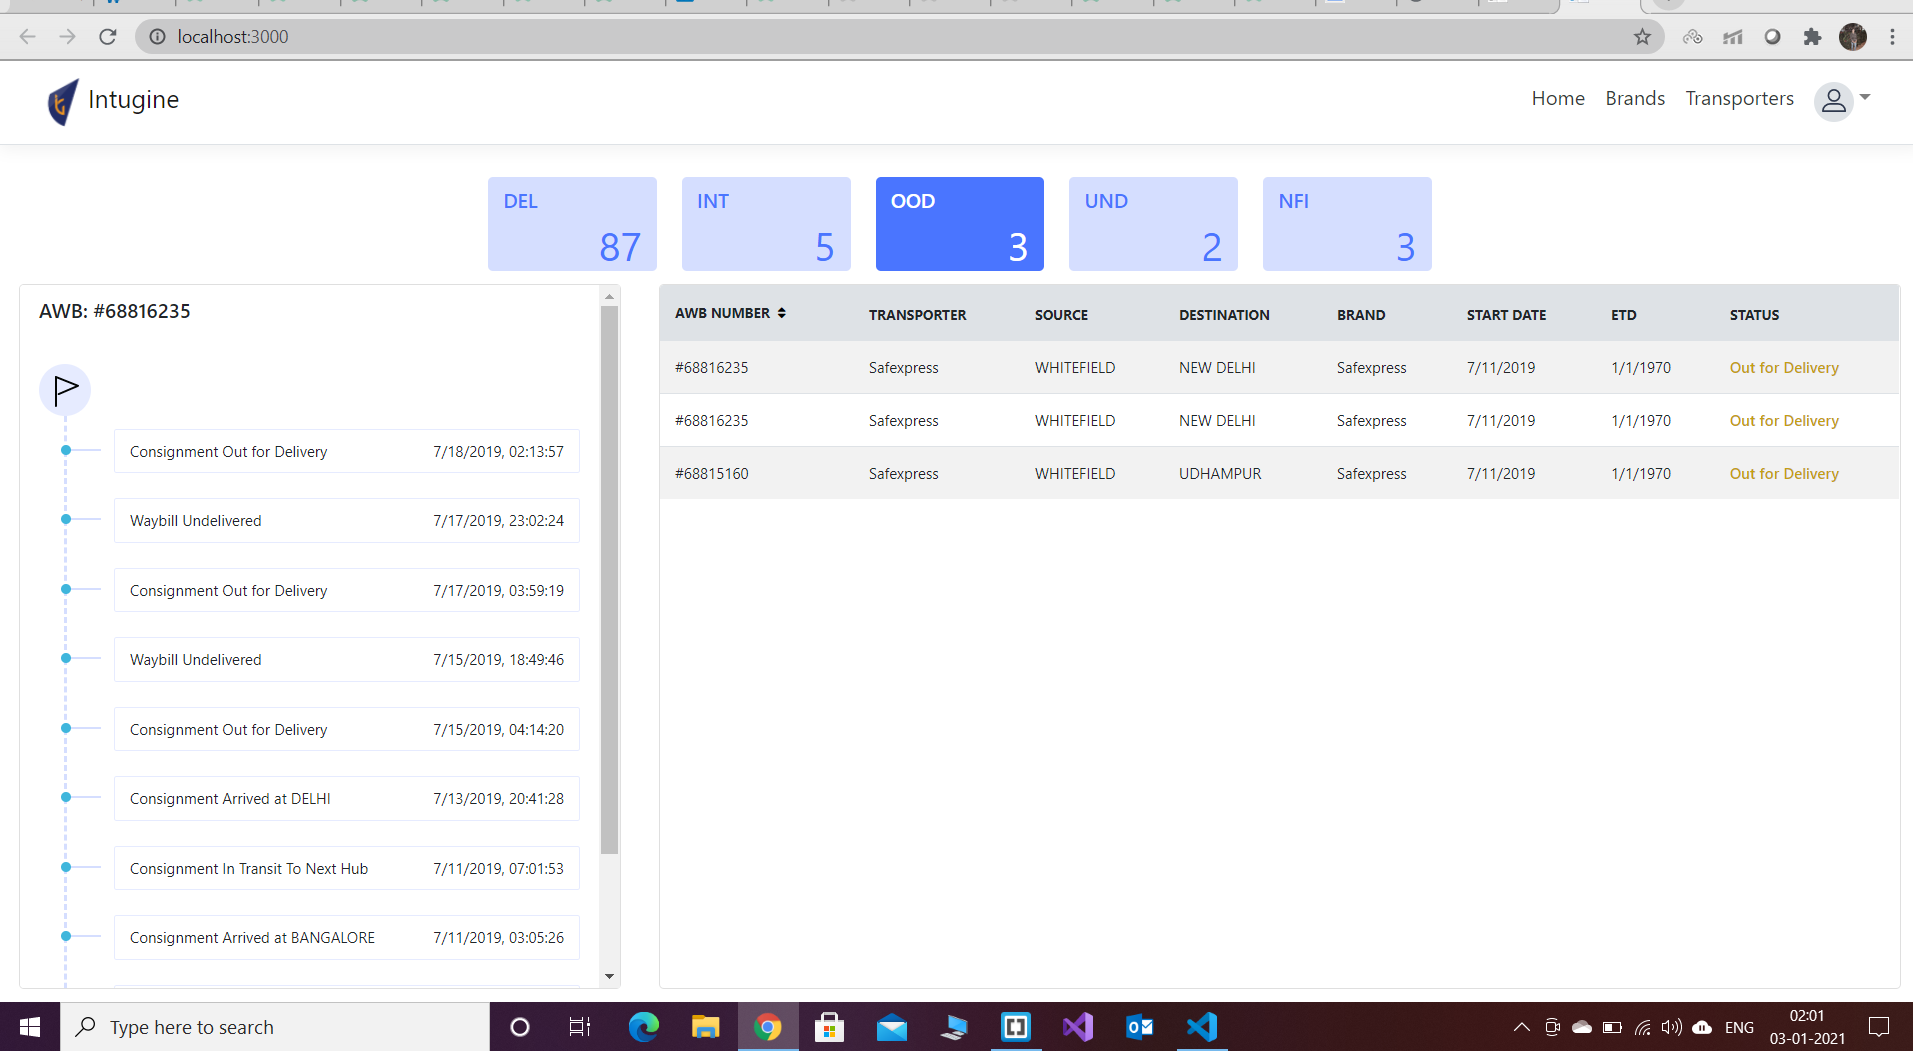 localhost:3000
Intugine
Home Brands Transporters
DEL INT OOD UND NFI
87 5 3 2 3
AWB: #68816235
Consignment Out for Delivery 7/18/2019, 02:13:57
Waybill Undelivered 7/17/2019, 23:02:24
Consignment Out for Delivery 7/17/2019, 03:59:19
Waybill Undelivered 7/15/2019, 18:49:46
Consignment Out for Delivery 7/15/2019, 04:14:20
Consignment Arrived at DELHI 7/13/2019, 20:41:28
Consignment In Transit To Next Hub 7/11/2019, 07:01:53
Consignment Arrived at BANGALORE 7/11/2019, 03:05:26
AWB NUMBER TRANSPORTER SOURCE DESTINATION BRAND START DATE ETD STATUS
#68816235 Safexpress WHITEFIELD NEW DELHI Safexpress 7/11/2019 1/1/1970 Out for Delivery
#68816235 Safexpress WHITEFIELD NEW DELHI Safexpress 7/11/2019 1/1/1970 Out for Delivery
#68815160 Safexpress WHITEFIELD UDHAMPUR Safexpress 7/11/2019 1/1/1970 Out for Delivery
Type here to search
ENG
02:01
03-01-2021